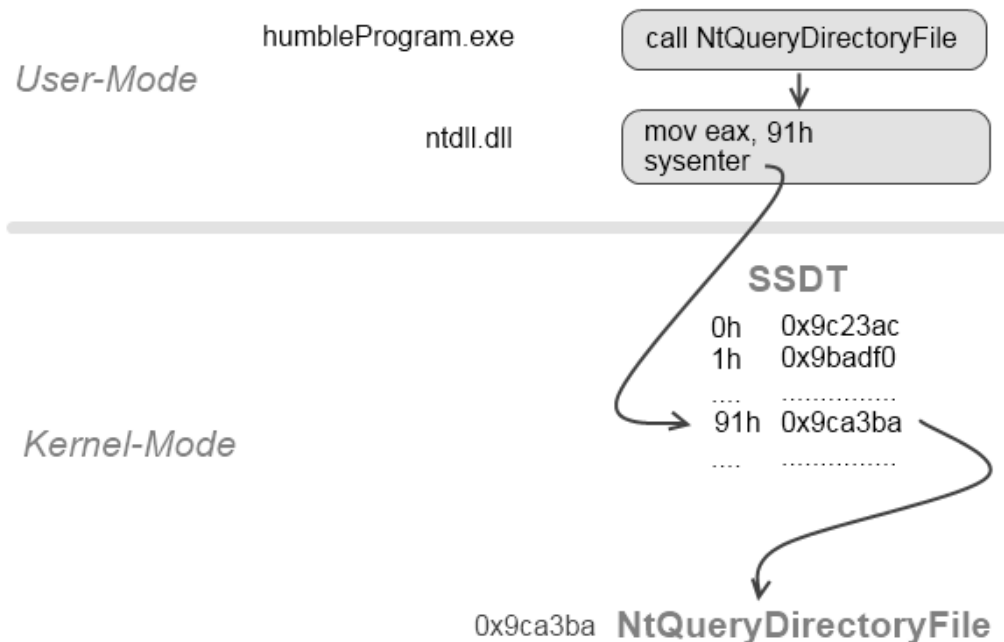 humbleProgram.exe
call NtQueryDirectoryFile
User-Mode
ntdll.dll
mov eax, 91h
sysenter
SSDT
0h 0x9c23ac
1h 0x9badf0
.... ...............
91h 0x9ca3ba
.... ...............
Kernel-Mode
0x9ca3ba NtQueryDirectoryFile